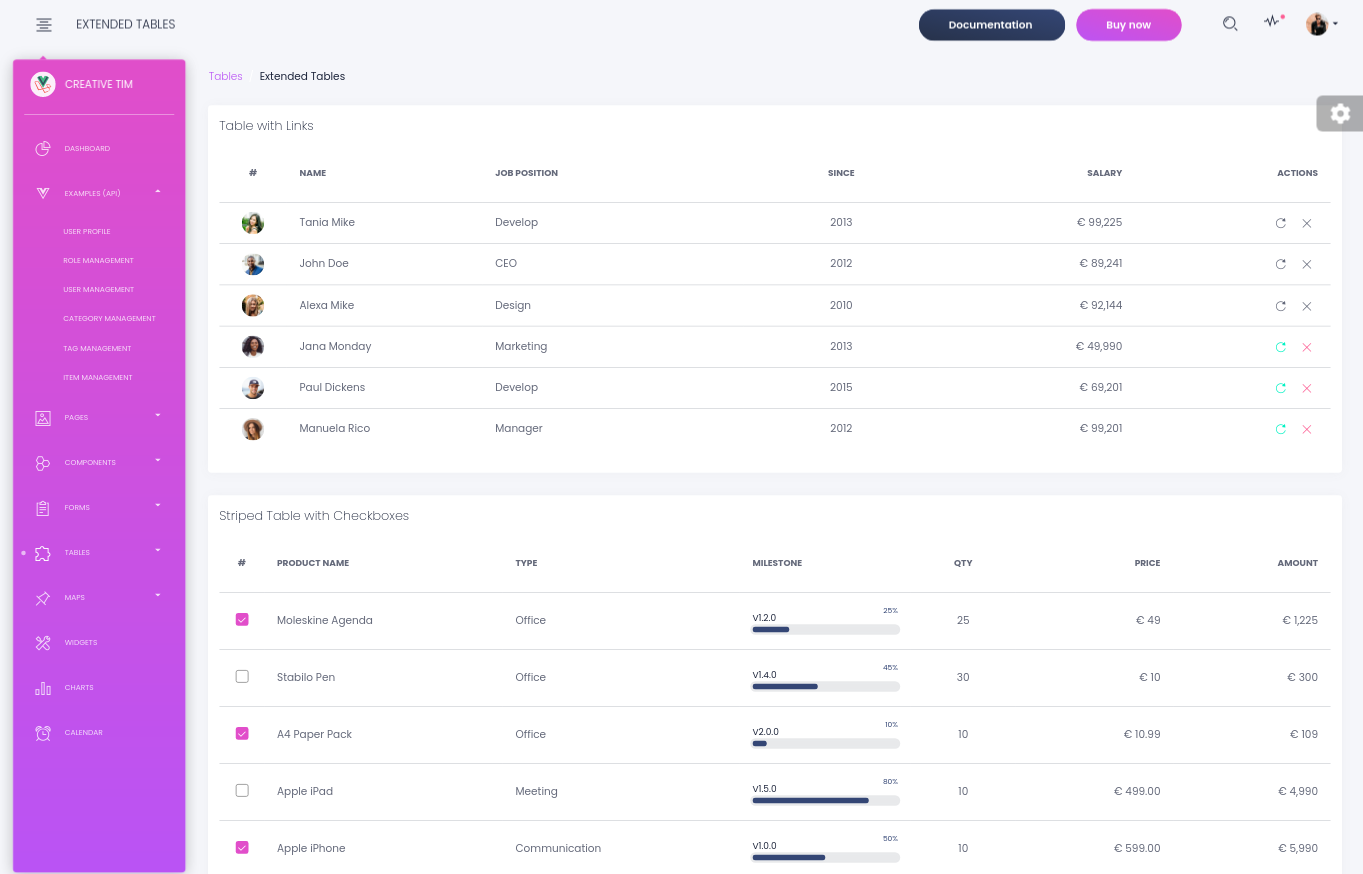 EXTENDED TABLES
Documentation
Buy now
CREATIVE TIM
DASHBOARD
EXAMPLES (API)
USER PROFILE
ROLE MANAGEMENT
USER MANAGEMENT
CATEGORY MANAGEMENT
TAG MANAGEMENT
ITEM MANAGEMENT
PAGES
COMPONENTS
FORMS
TABLES
MAPS
WIDGETS
CHARTS
CALENDAR
Tables Extended Tables
Table with Links
# NAME JOB POSITION SINCE SALARY ACTIONS
Tania Mike Develop 2013 € 99,225
John Doe CEO 2012 € 89,241
Alexa Mike Design 2010 € 92,144
Jana Monday Marketing 2013 € 49,990
Paul Dickens Develop 2015 € 69,201
Manuela Rico Manager 2012 € 99,201
Striped Table with Checkboxes
# PRODUCT NAME TYPE MILESTONE QTY PRICE AMOUNT
Moleskine Agenda Office v1.2.0 25% 25 € 49 € 1,225
Stabilo Pen Office v1.4.0 45% 30 € 10 € 300
A4 Paper Pack Office v2.0.0 10% 10 € 10.99 € 109
Apple iPad Meeting v1.5.0 80% 10 € 499.00 € 4,990
Apple iPhone Communication v1.0.0 50% 10 € 599.00 € 5,990